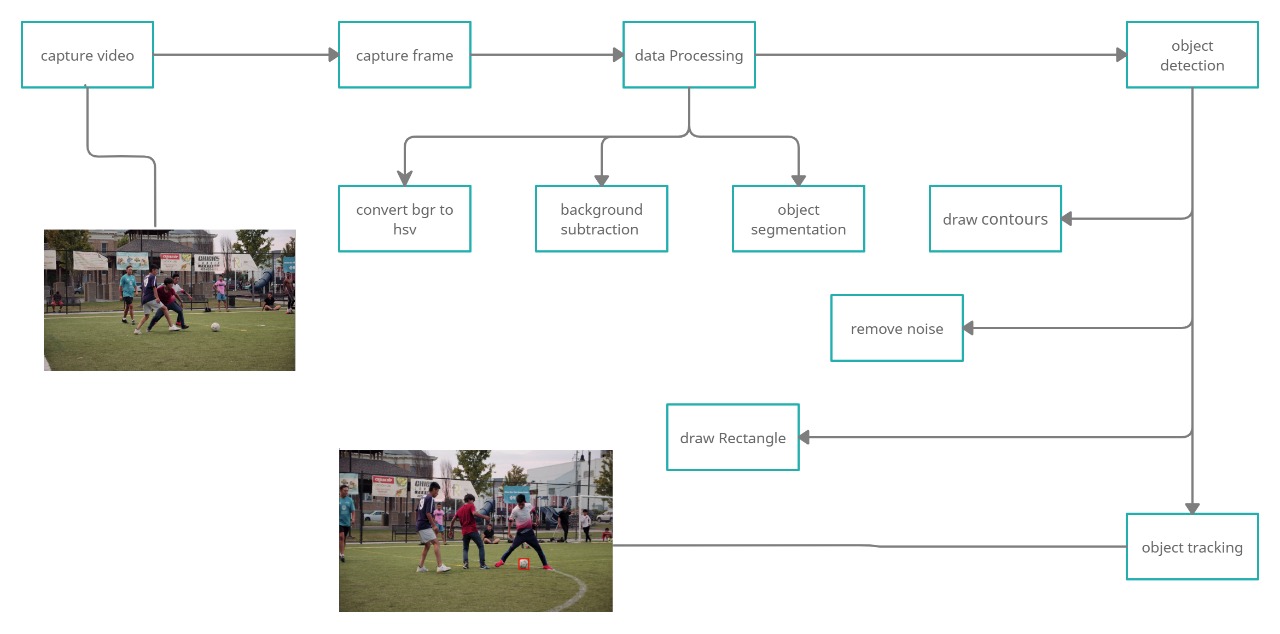 capture video
capture frame
data Processing
object
detection
convert bgr to
hsv
background
subtraction
object
segmentation
draw contours
remove noise
draw Rectangle
object tracking